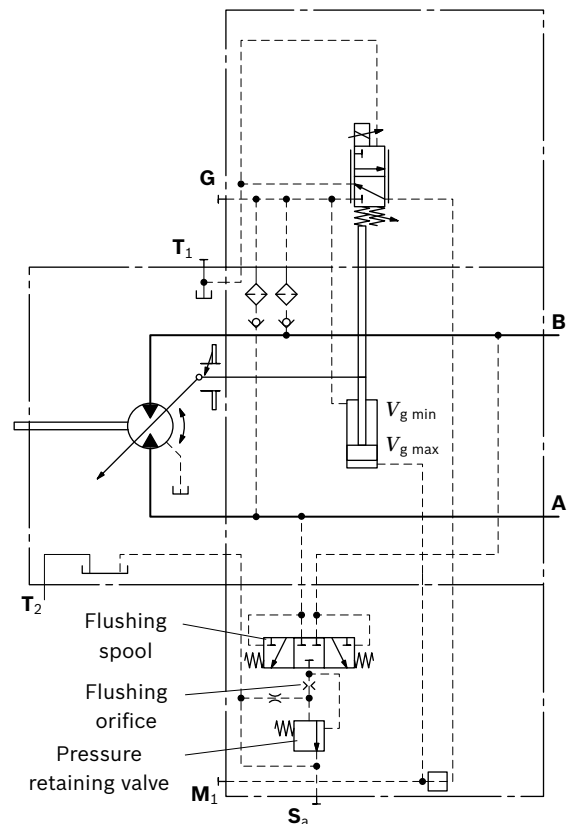 G
T1
B
Vg min
Vg max
A
T2
Flushing
spool
Flushing
orifice
Pressure
retaining valve
M1
Sa